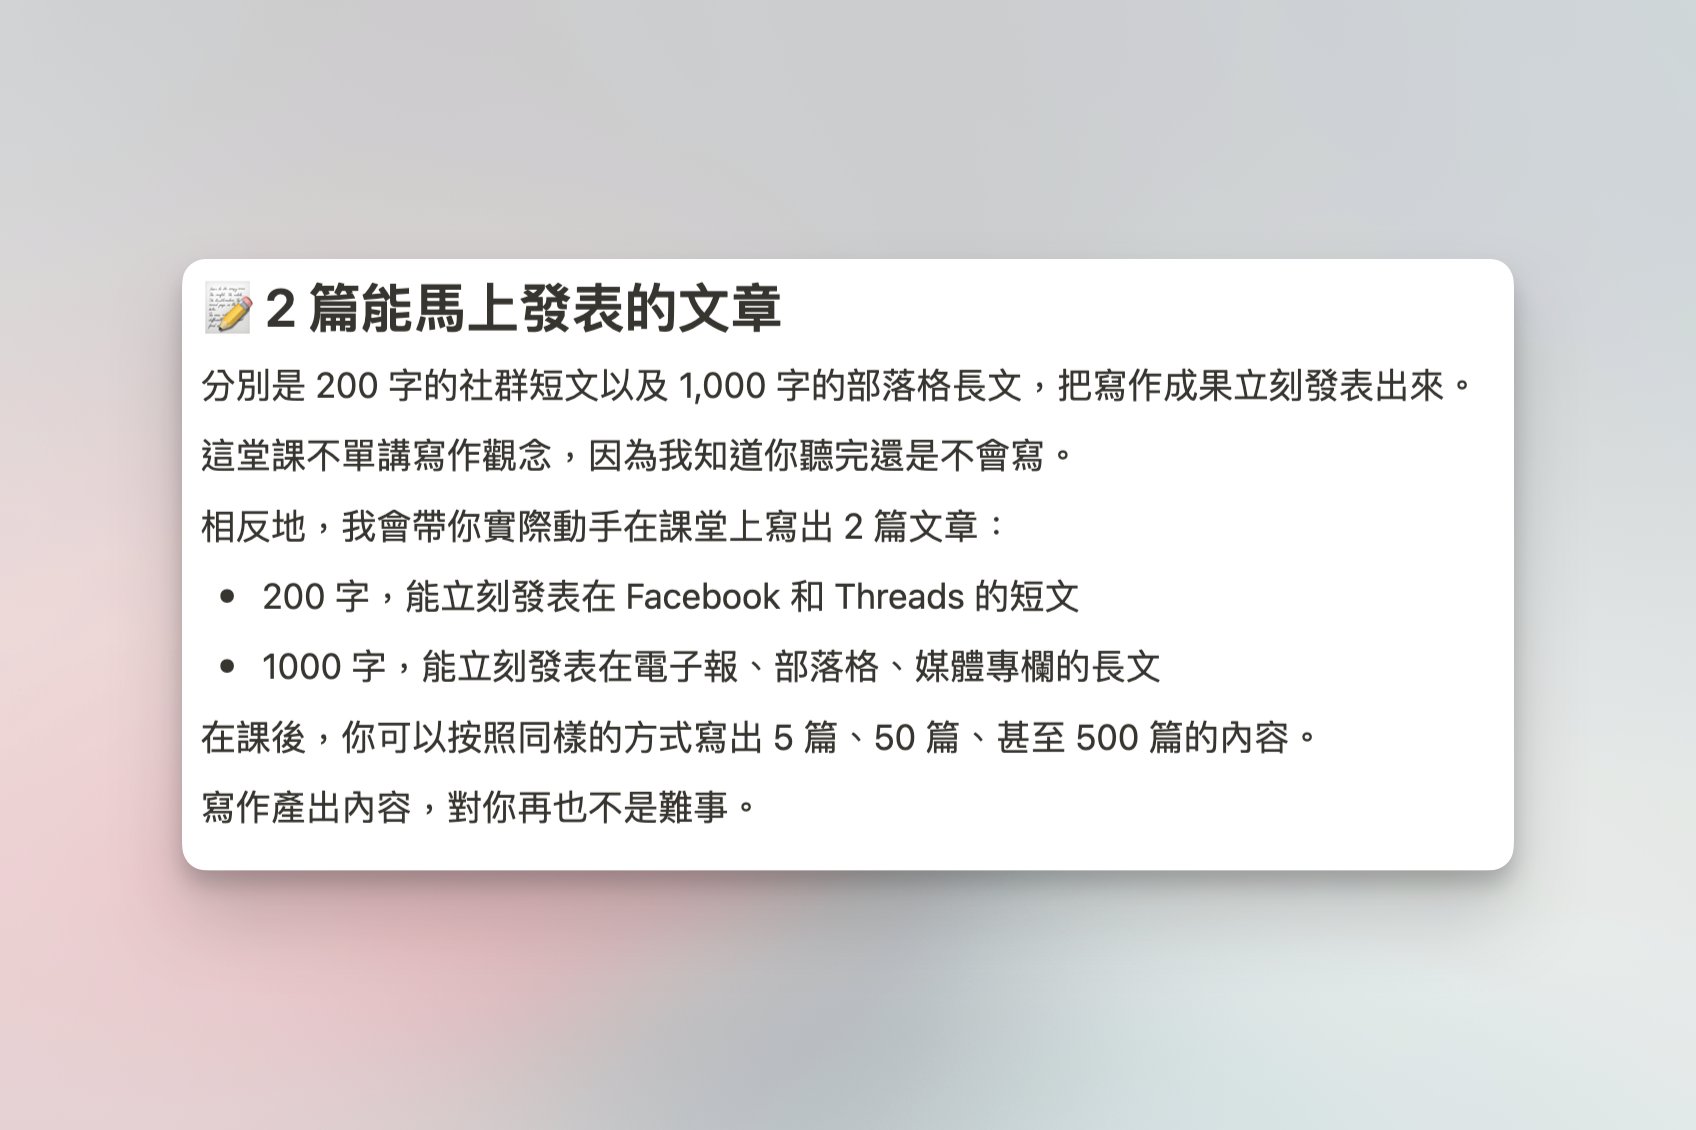 📝 2 篇能馬上發表的文章
分別是 200 字的社群短文以及 1,000 字的部落格長文，把寫作成果立刻發表出來。
這堂課不單講寫作觀念，因為我知道你聽完還是不會寫。
相反地，我會帶你實際動手在課堂上寫出 2 篇文章：
• 200 字，能立刻發表在 Facebook 和 Threads 的短文
• 1000 字，能立刻發表在電子報、部落格、媒體專欄的長文
在課後，你可以按照同樣的方式寫出 5 篇、50 篇、甚至 500 篇的內容。
寫作產出內容，對你再也不是難事。